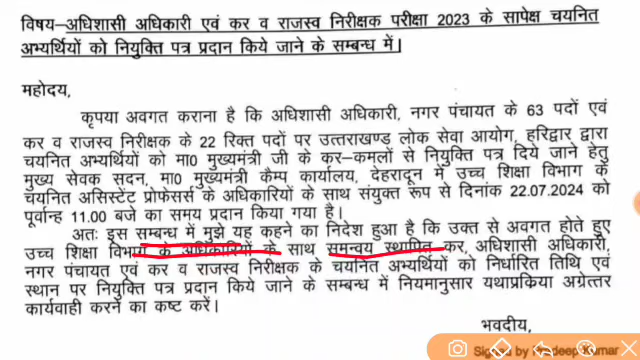 विषय–अधिशासी अधिकारी एवं कर व राजस्व निरीक्षक परीक्षा 2023 के सापेक्ष चयनित
अभ्यर्थियों को नियुक्ति पत्र प्रदान किये जाने के सम्बन्ध में।
महोदय,
कृपया अवगत कराना है कि अधिशासी अधिकारी, नगर पंचायत के 63 पदों एवं
कर व राजस्व निरीक्षक के 22 रिक्त पदों पर उत्तराखण्ड लोक सेवा आयोग, हरिद्वार द्वारा
चयनित अभ्यर्थियों को मा0 मुख्यमंत्री जी के कर–कमलों से नियुक्ति पत्र दिये जाने हेतु
मुख्य सेवक सदन, मा0 मुख्यमंत्री कैम्प कार्यालय, देहरादून में उच्च शिक्षा विभाग के
चयनित असिस्टेंट प्रोफेसर्स के अधिकारियों के साथ संयुक्त रूप से दिनांक 22.07.2024 को
पूर्वान्ह 11.00 बजे का समय प्रदान किया गया है।
अतः इस सम्बन्ध में मुझे यह कहने का निदेश हुआ है कि उक्त से अवगत होते हुए
उच्च शिक्षा विभाग के अधिकारियों के साथ समन्वय स्थापित कर, अधिशासी अधिकारी,
नगर पंचायत एवं कर व राजस्व निरीक्षक के चयनित अभ्यर्थियों को निर्धारित तिथि एवं
स्थान पर नियुक्ति पत्र प्रदान किये जाने के सम्बन्ध में नियमानुसार यथाप्रकिया अग्रेत्तर
कार्यवाही करने का कष्ट करें।
भवदीय,
Signed by Pradeep Kumar